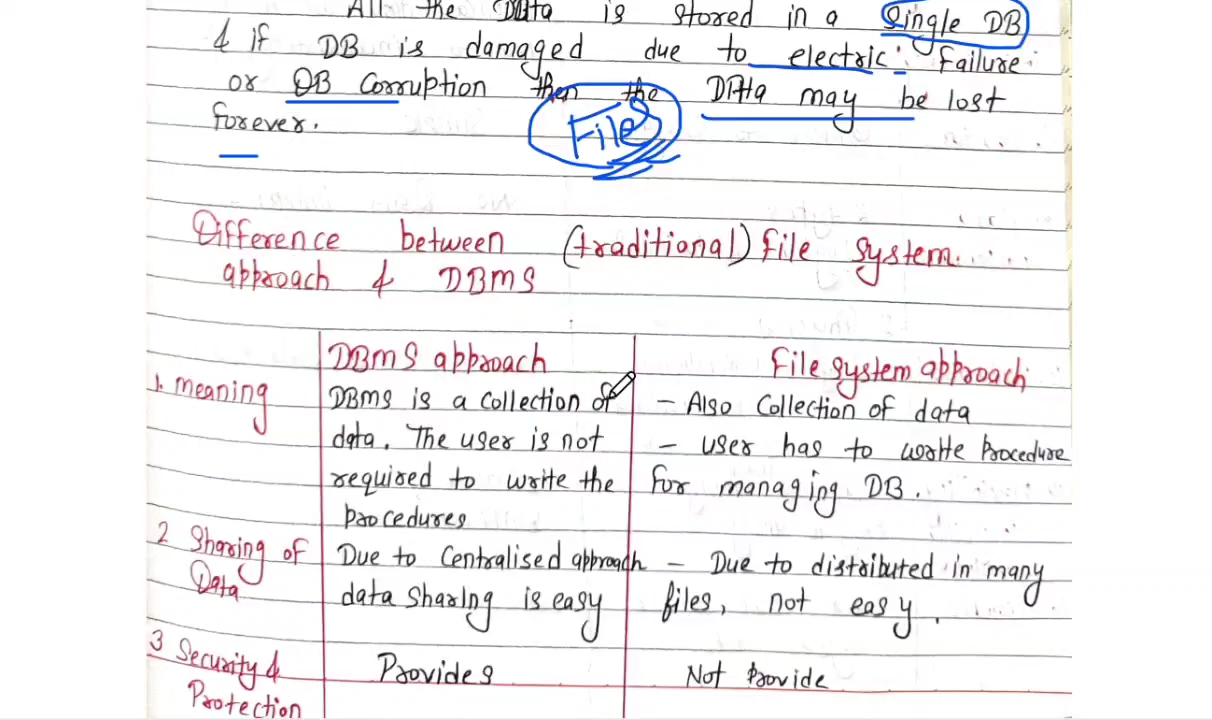 All the Data is stored in a single DB
& if DB is damaged due to electric failure
or DB corruption then the Data may be lost
forever.
Files
Difference between (traditional) File system
approach & DBMS
DBMS approach
File system approach
1. Meaning
DBMS is a collection of
data. The user is not
required to write the
procedures
- Also Collection of data
- user has to write Procedure
for managing DB.
2 Sharing of
Data
Due to Centralised approach
data sharing is easy
- Due to distributed in many
files, not easy.
3 Security &
Protection
Provides
Not Provide